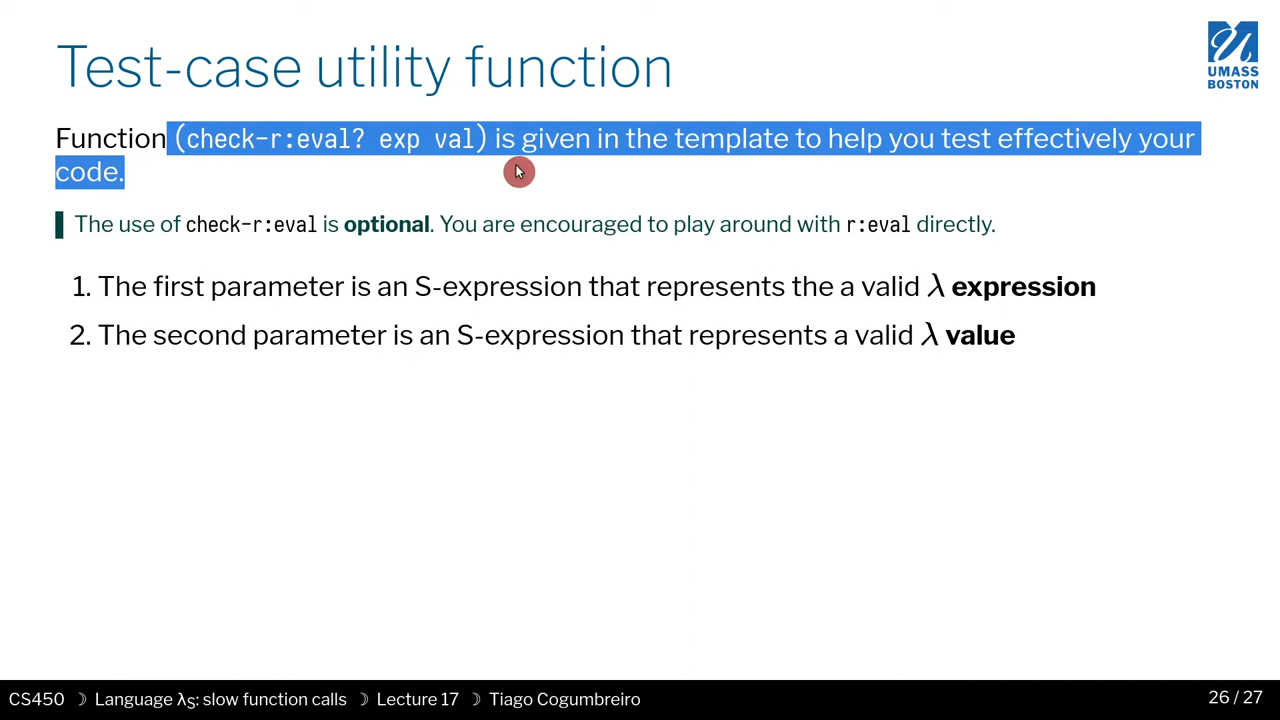 Test-case utility function
UMASS
BOSTON
Function (check-r:eval? exp val) is given in the template to help you test effectively your
code.
The use of check-r:eval is optional. You are encouraged to play around with r:eval directly.
1. The first parameter is an S-expression that represents the a valid λ expression
2. The second parameter is an S-expression that represents a valid λ value
CS450 ☽ Language λS: slow function calls ☽ Lecture 17 ☽ Tiago Cogumbreiro
26 / 27